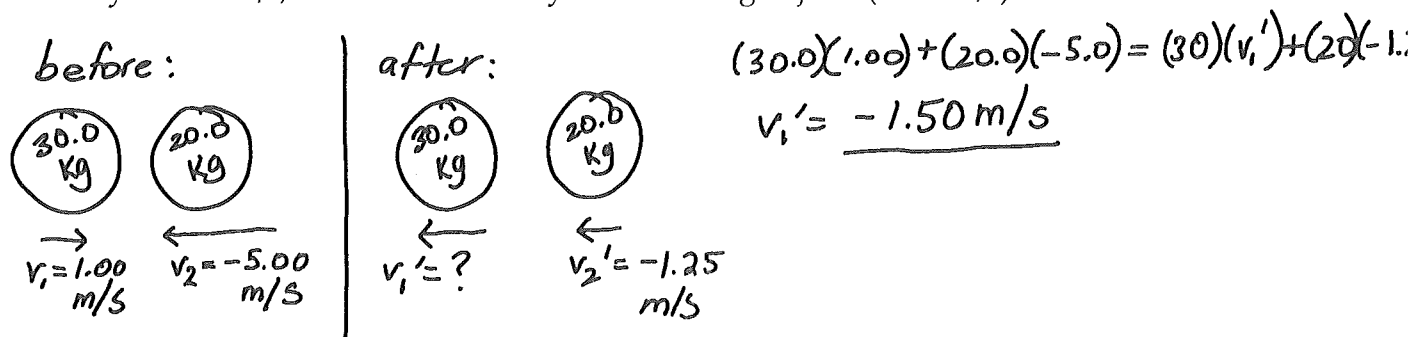 before:
30.0
kg
20.0
kg
v₁=1.00
m/s
v₂=-5.00
m/s
after:
30.0
kg
20.0
kg
v₁'=?
v₂'=-1.25
m/s
(30.0)(1.00)+(20.0)(-5.0)=(30)(v₁')+(20)(-1.
v₁'= -1.50 m/s